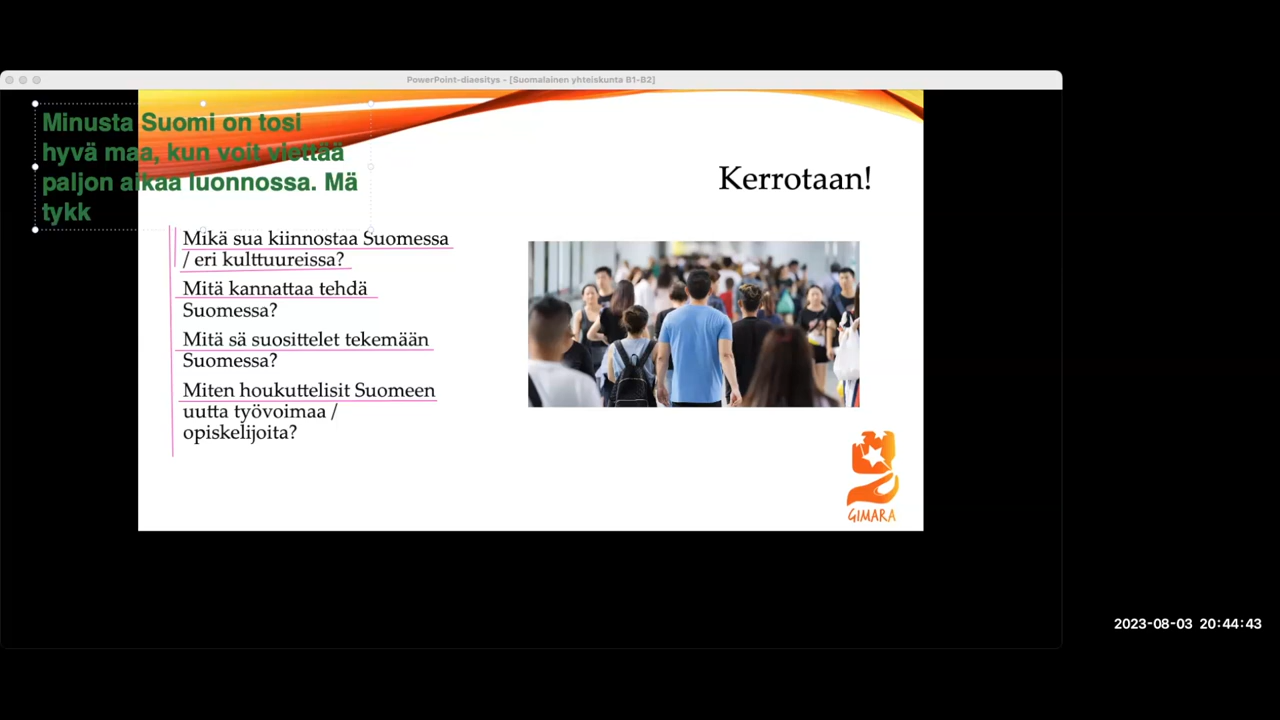 PowerPoint-diaesitys - [Suomalainen yhteiskunta B1-B2]
Minusta Suomi on tosi
hyvä maa, kun voit viettää
paljon aikaa luonnossa. Mä
tykk
Kerrotaan!
Mikä sua kiinnostaa Suomessa
/ eri kulttuureissa?
Mitä kannattaa tehdä
Suomessa?
Mitä sä suosittelet tekemään
Suomessa?
Miten houkuttelisit Suomeen
uutta työvoimaa /
opiskelijoita?
GIMARA
2023-08-03 20:44:43